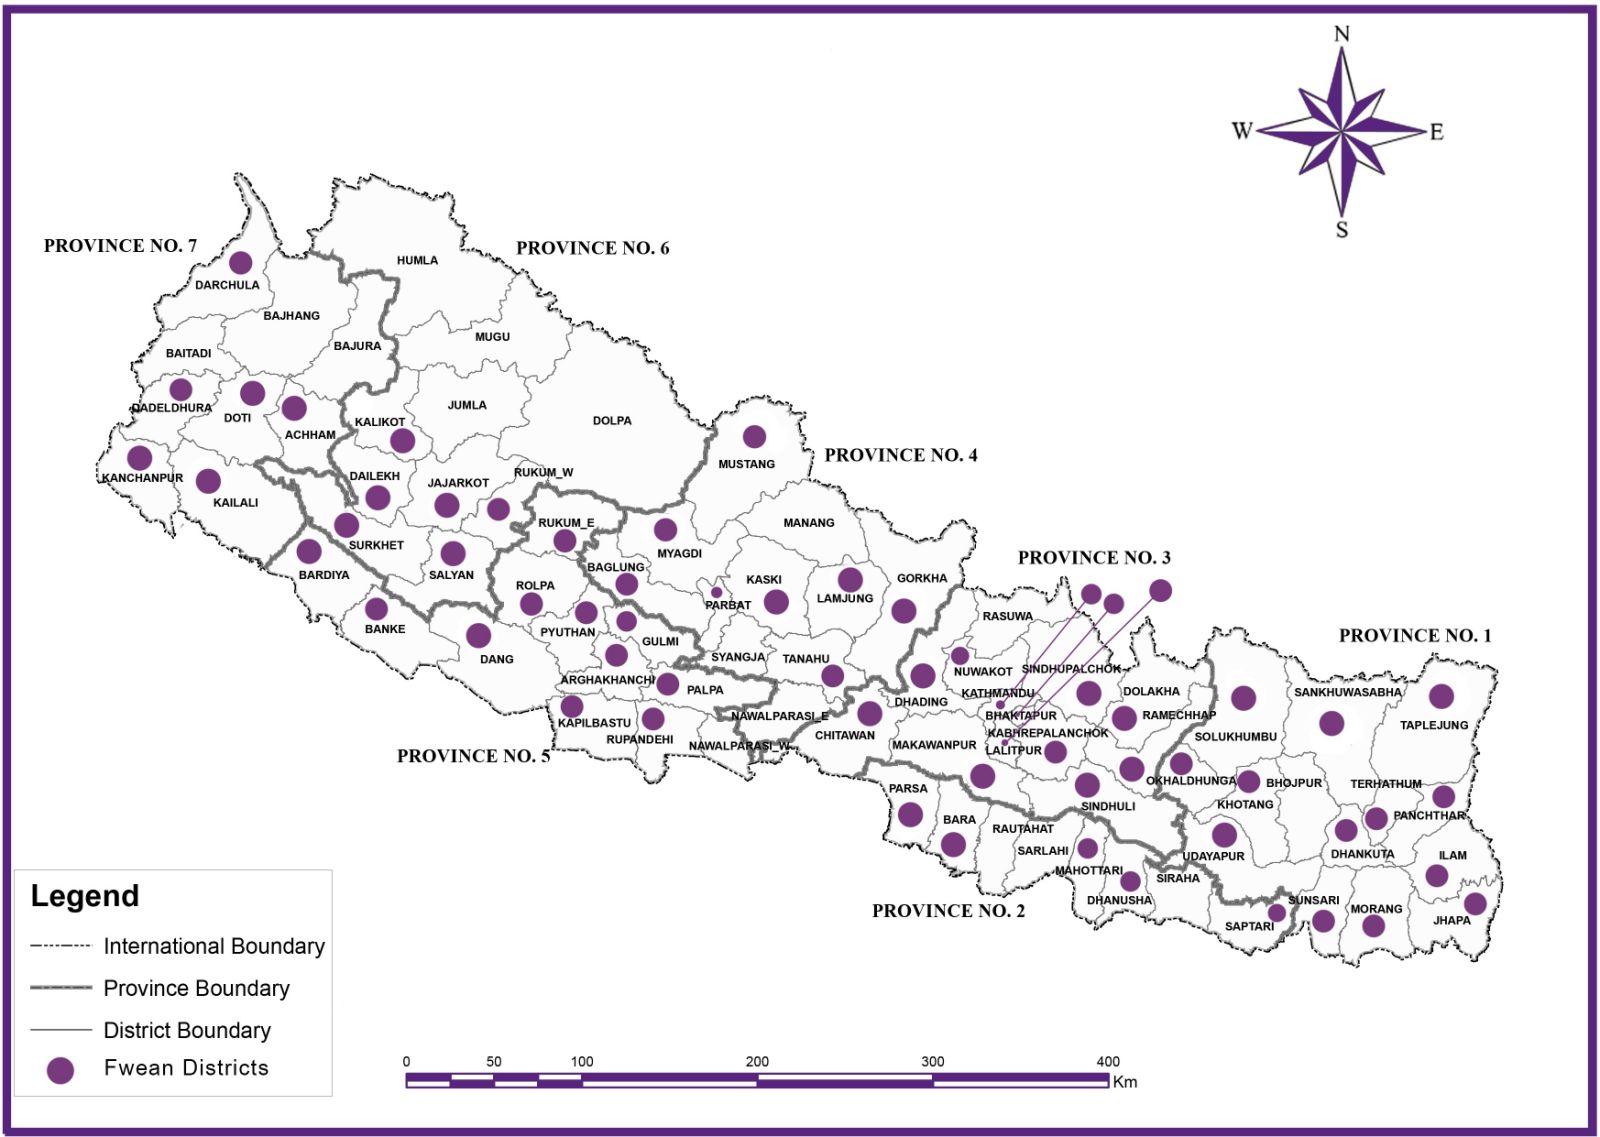 N
W
E
S
PROVINCE NO. 7
PROVINCE NO. 6
HUMLA
DARCHULA
BAJHANG
MUGU
BAJURA
BAITADI
DADELDHURA
DOTI
JUMLA
KALIKOT
DOLPA
ACHHAM
PROVINCE NO. 4
MUSTANG
KANCHANPUR
DAILEKH
RUKUM_W
JAJARKOT
KAILALI
RUKUM_E
MANANG
SURKHET
MYAGDI
PROVINCE NO. 3
BARDIYA
SALYAN
BAGLUNG
KASKI
GORKHA
ROLPA
LAMJUNG
PARBAT
RASUWA
BANKE
PYUTHAN
GULMI
PROVINCE NO. 1
DANG
SYANGJA
TANAHU
NUWAKOT
SINDHUPALCHOK
ARGHAKHANCHI
PALPA
KATHMANDU
DOLAKHA
SANKHUWASABHA
DHADING
NAWALPARASI_E
BHAKTAPUR
RAMECHHAP
TAPLEJUNG
KAPILBASTU
CHITAWAN
KABHREPALANCHOK
SOLUKHUMBU
RUPANDEHI
NAWALPARASI_W
MAKAWANPUR
LALITPUR
PROVINCE NO. 5
OKHALDHUNGA
BHOJPUR
TERHATHUM
PARSA
SINDHULI
KHOTANG
PANCHTHAR
BARA
RAUTAHAT
SARLAHI
UDAYAPUR
DHANKUTA
ILAM
MAHOTTARI
SIRAHA
DHANUSHA
SUNSARI
PROVINCE NO. 2
MORANG
SAPTARI
JHAPA
Legend
International Boundary
Province Boundary
District Boundary
Fwean Districts
0 50 100 200 300 400
Km